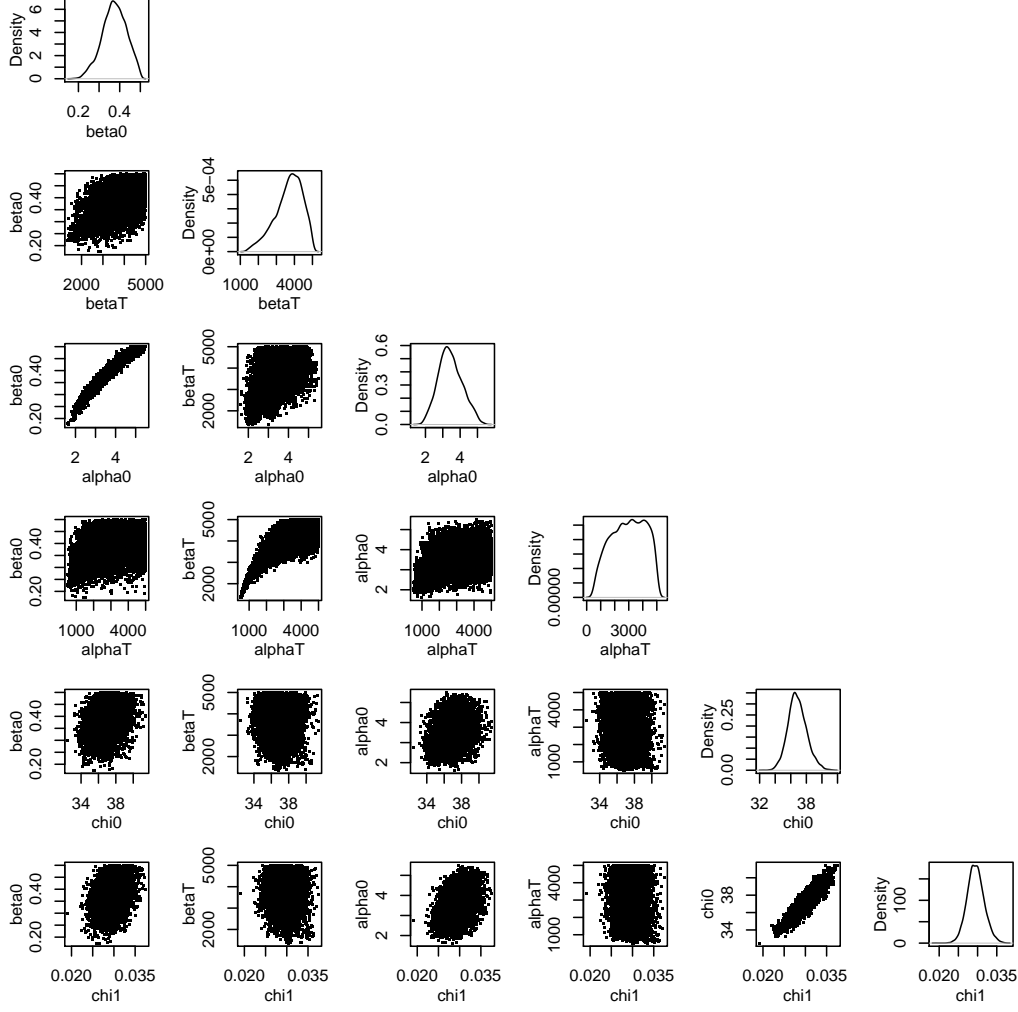 Density
0 2 4 6
0.2 0.4
beta0
beta0
0.20 0.40
2000 5000
betaT
Density
0e+00 5e−04
1000 4000
betaT
beta0
0.20 0.40
2 4
alpha0
betaT
2000 5000
2 4
alpha0
Density
0.0 0.3 0.6
2 4
alpha0
beta0
0.20 0.40
1000 4000
alphaT
betaT
2000 5000
1000 4000
alphaT
alpha0
2 4
1000 4000
alphaT
Density
0.00000
0 3000
alphaT
beta0
0.20 0.40
34 38
chi0
betaT
2000 5000
34 38
chi0
alpha0
2 4
34 38
chi0
alphaT
1000 4000
34 38
chi0
Density
0.00 0.25
32 38
chi0
beta0
0.20 0.40
0.020 0.035
chi1
betaT
2000 5000
0.020 0.035
chi1
alpha0
2 4
0.020 0.035
chi1
alphaT
1000 4000
0.020 0.035
chi1
chi0
34 38
0.020 0.035
chi1
Density
0 100
0.020 0.035
chi1